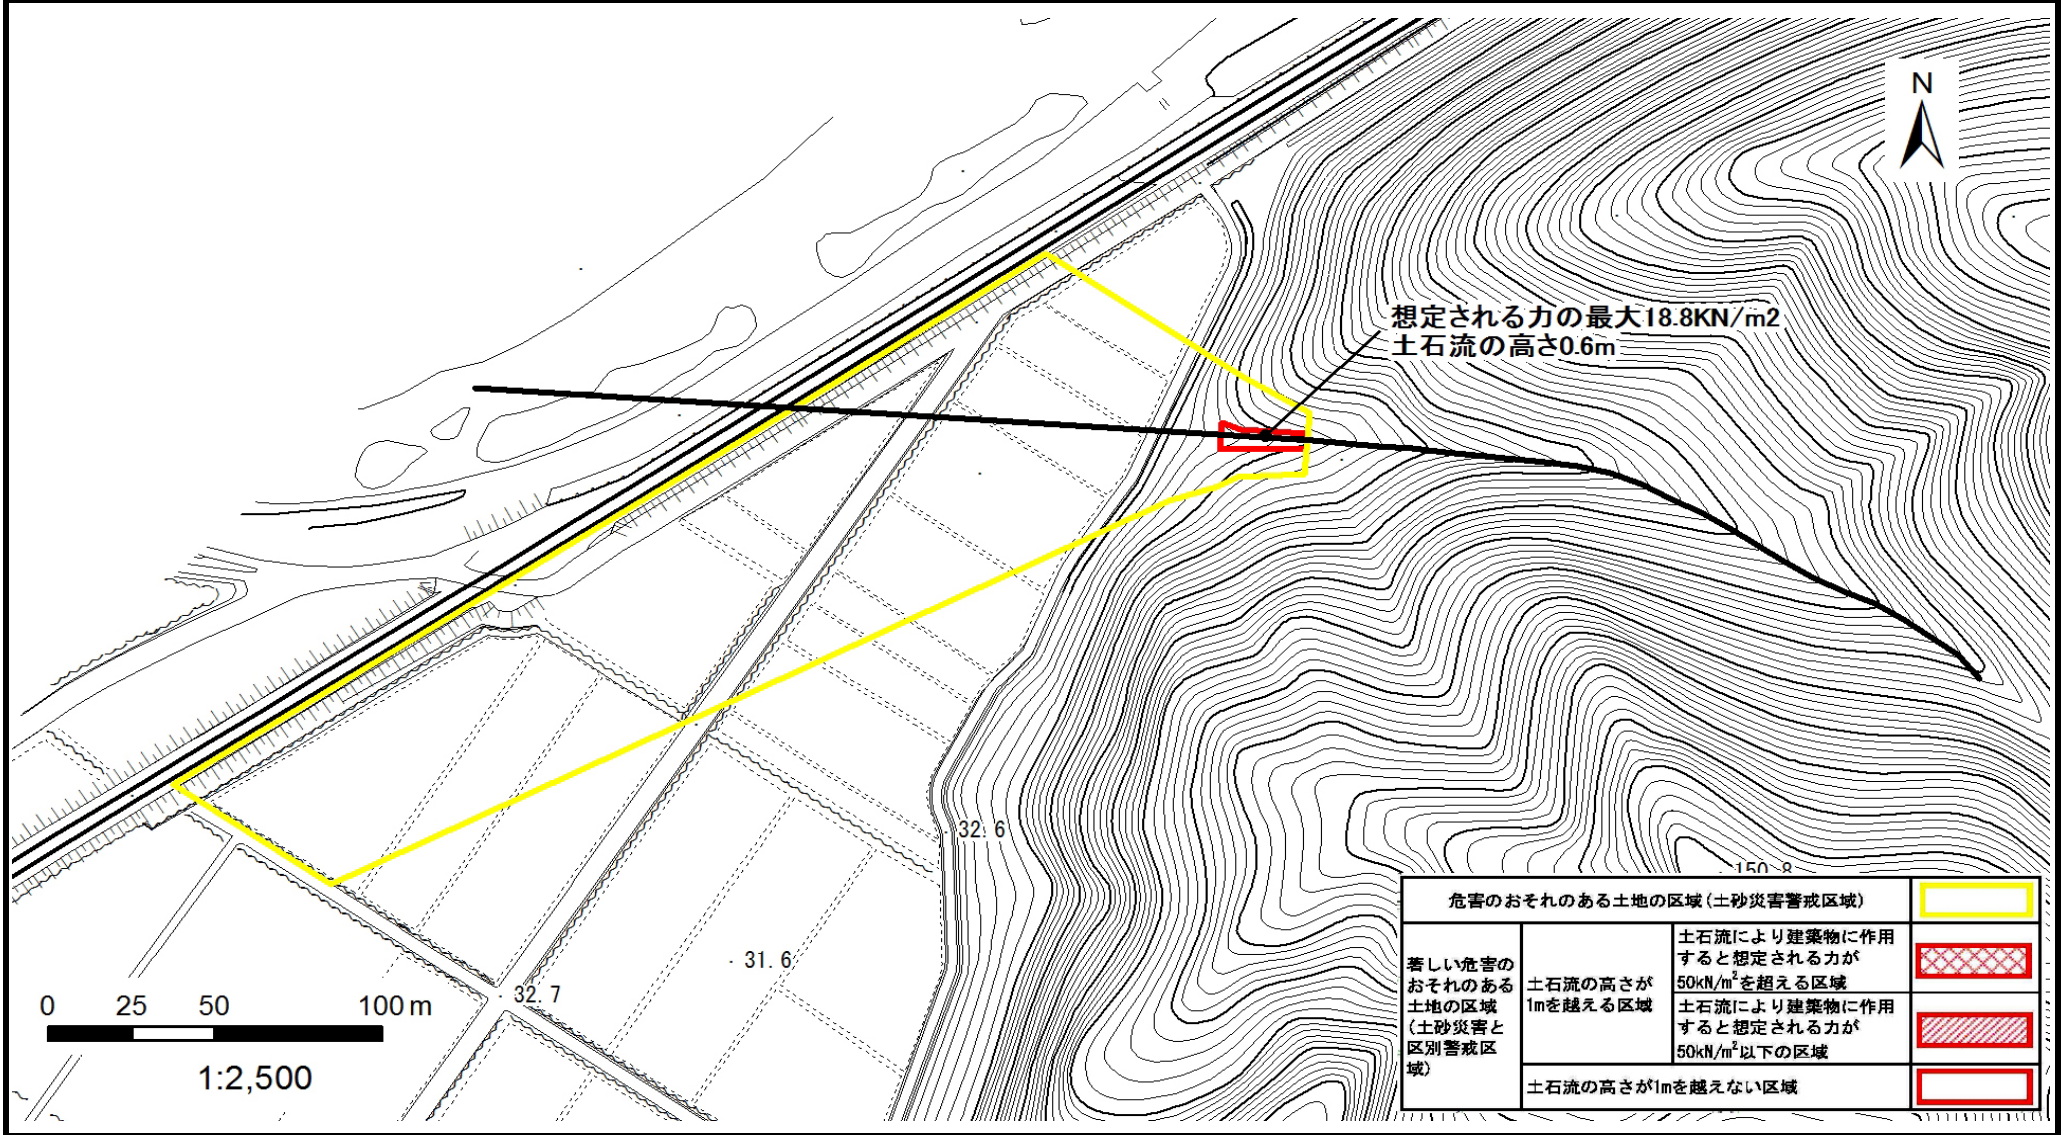 N
想定される力の最大18.8KN/m2
土石流の高さ0.6m
32.6
150.8
31.6
32.7
0 25 50 100m
1:2,500
危害のおそれのある土地の区域(土砂災害警戒区域)
著しい危害の
おそれのある
土地の区域
(土砂災害と
区別警戒区
域)
土石流の高さが
1mを越える区域
土石流により建築物に作用
すると想定される力が
50kN/m²を超える区域
土石流により建築物に作用
すると想定される力が
50kN/m²以下の区域
土石流の高さが1mを越えない区域